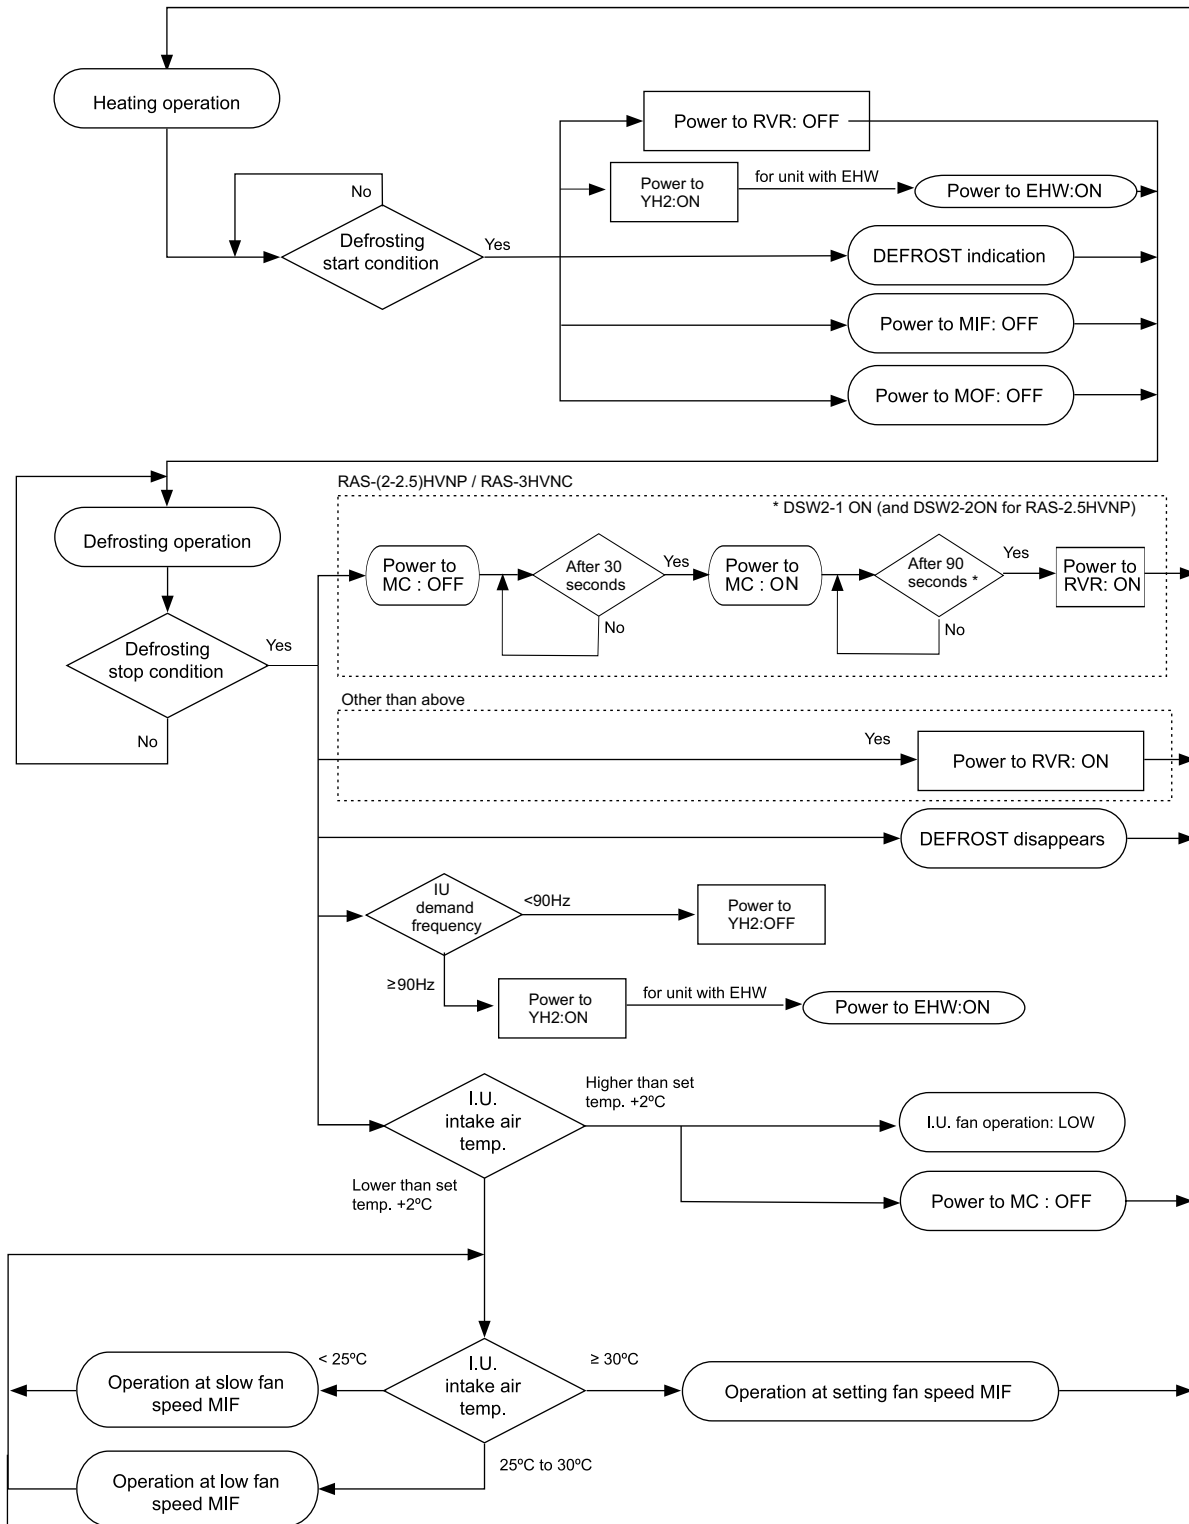 Heating operation
Power to RVR: OFF
Power to
YH2:ON
for unit with EHW
Power to EHW:ON
No
Defrosting
start condition
Yes
DEFROST indication
Power to MIF: OFF
Power to MOF: OFF
RAS-(2-2.5)HVNP / RAS-3HVNC
* DSW2-1 ON (and DSW2-2ON for RAS-2.5HVNP)
Defrosting operation
Power to
MC : OFF
After 30
seconds
Yes
No
Power to
MC : ON
After 90
seconds *
Yes
No
Power to
RVR: ON
Defrosting
stop condition
Yes
No
Other than above
Yes
Power to RVR: ON
DEFROST disappears
IU
demand
frequency
<90Hz
Power to
YH2:OFF
≥90Hz
Power to
YH2:ON
for unit with EHW
Power to EHW:ON
I.U.
intake air
temp.
Higher than set
temp. +2ºC
I.U. fan operation: LOW
Power to MC : OFF
Lower than set
temp. +2ºC
I.U.
intake air
temp.
< 25ºC
≥ 30ºC
Operation at slow fan
speed MIF
Operation at setting fan speed MIF
25ºC to 30ºC
Operation at low fan
speed MIF